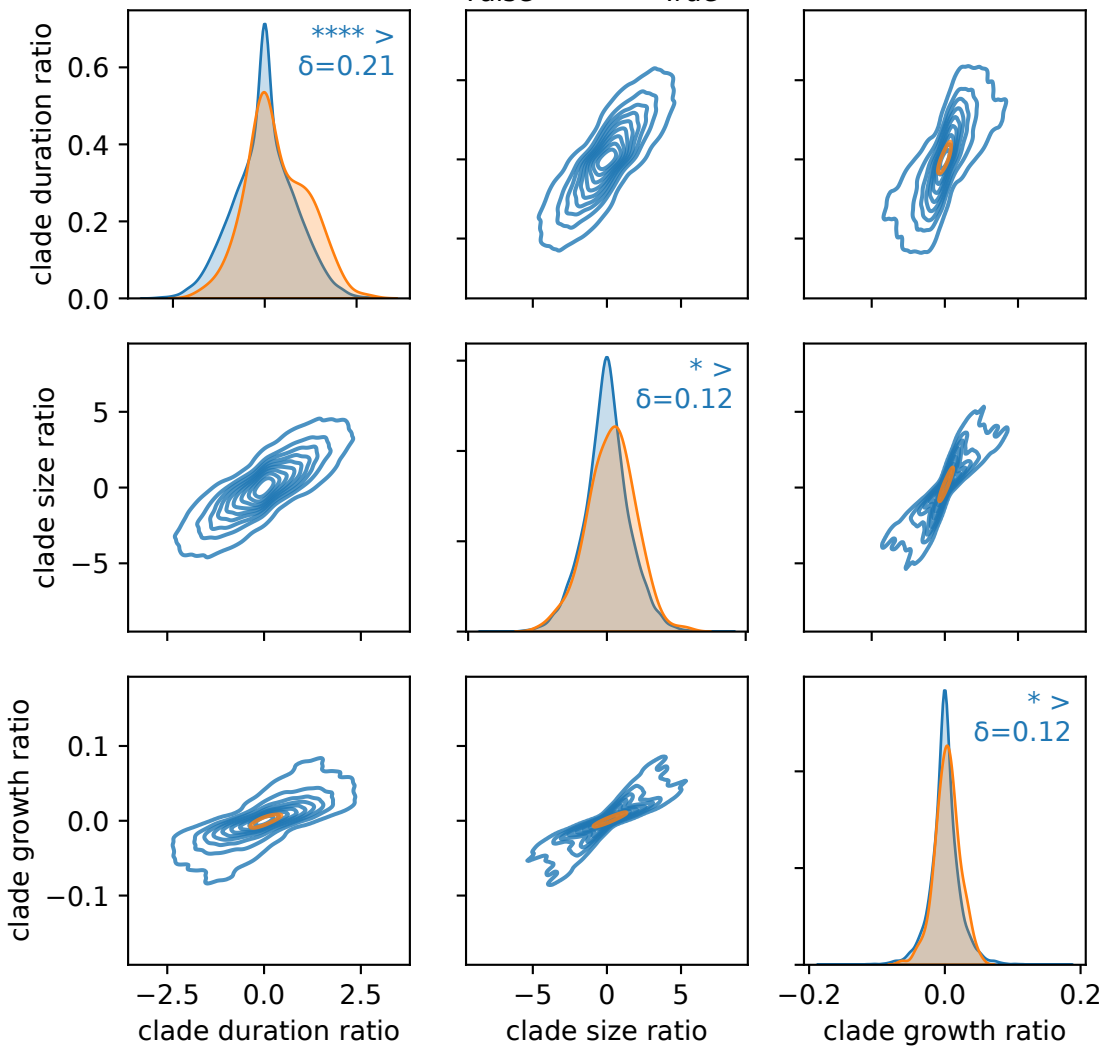 **** >
δ=0.21
clade duration ratio
0.6
0.4
0.2
0.0
* >
δ=0.12
clade size ratio
5
0
−5
* >
δ=0.12
clade growth ratio
0.1
0.0
−0.1
−2.5 0.0 2.5
−5 0 5
−0.2 0.0 0.2
clade duration ratio
clade size ratio
clade growth ratio